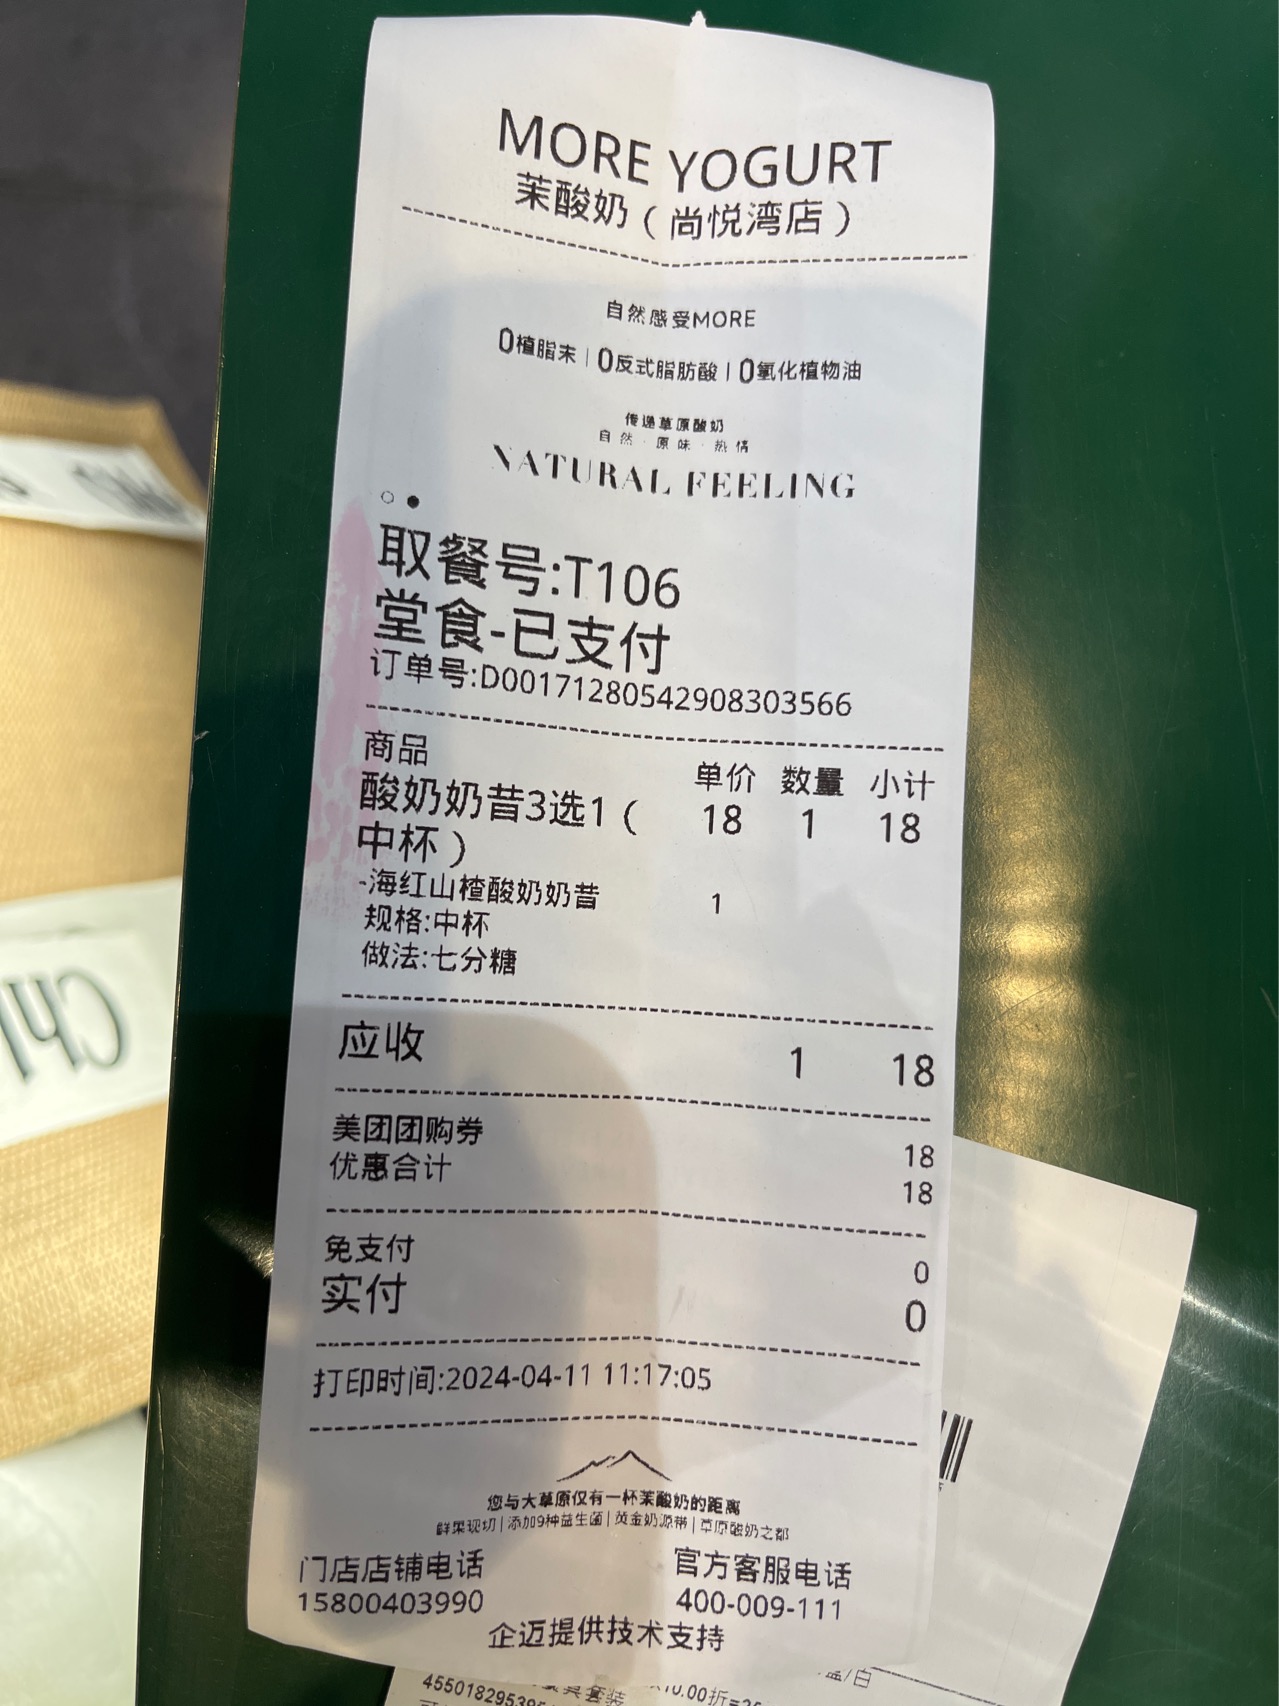 MORE YOGURT
茉酸奶（尚悦湾店）
自然感受MORE
0植脂末 | 0反式脂肪酸 | 0氢化植物油
传递草原酸奶
自然·原味·热情
NATURAL FEELING
取餐号:T106
堂食-已支付
订单号:D00171280542908303566
商品 单价 数量 小计
酸奶奶昔3选1（ 18 1 18
中杯）
-海红山楂酸奶奶昔 1
规格:中杯
做法:七分糖
应收 1 18
美团团购券 18
优惠合计 18
免支付 0
实付 0
打印时间:2024-04-11 11:17:05
您与大草原仅有一杯茉酸奶的距离
鲜果现切 | 添加9种益生菌 | 黄金奶源带 | 草原酸奶之都
门店店铺电话 官方客服电话
15800403990 400-009-111
企迈提供技术支持